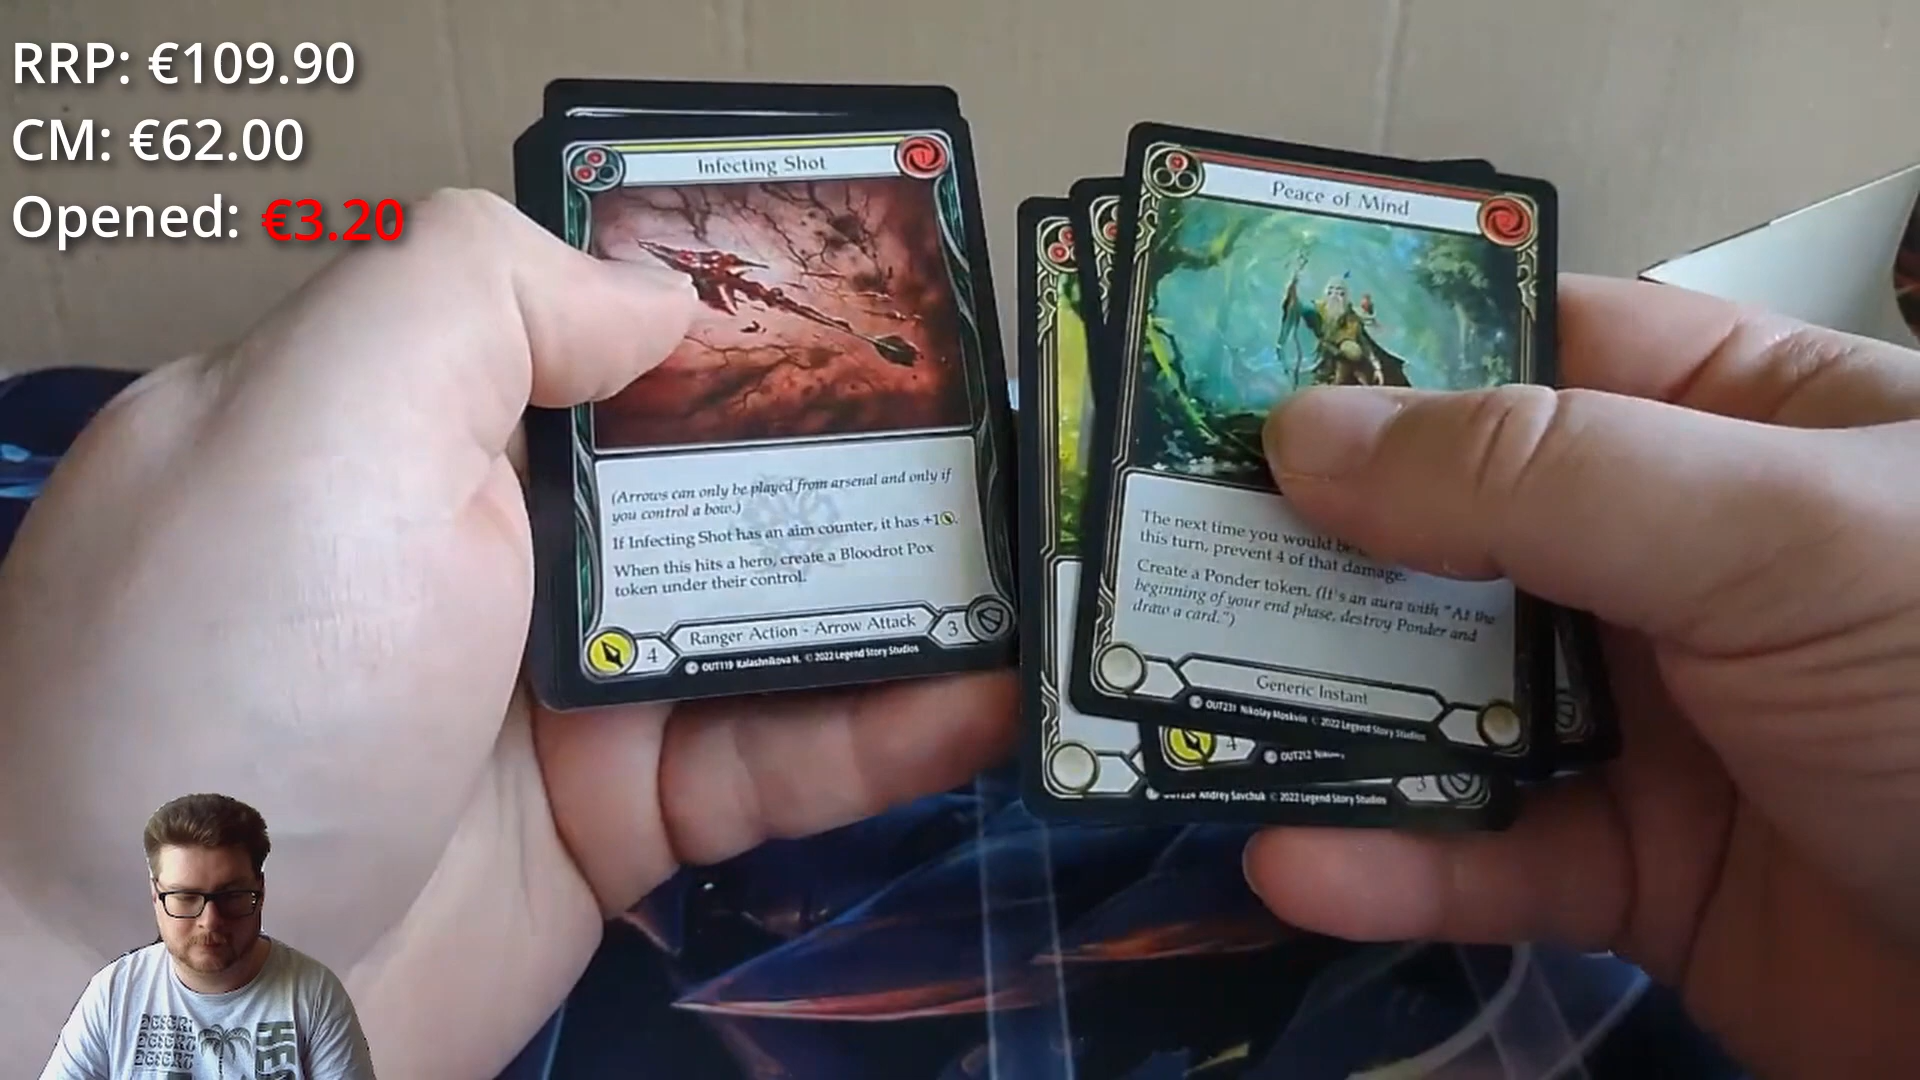 RRP: €109.90
CM: €62.00
Opened: €3.20
Infecting Shot
1
(Arrows can only be played from arsenal and only if
you control a bow.)
If Infecting Shot has an aim counter, it has +1
When this hits a hero, create a Bloodrot Pox
token under their control.
4
Ranger Action - Arrow Attack
3
C OUT119 Kalashnikova N. © 2022 Legend Story Studios
Peace of Mind
The next time you would be
this turn, prevent 4 of that damage.
Create a Ponder token. (It's an aura with "At the
beginning of your end phase, destroy Ponder and
draw a card.")
Generic Instant
C OUT231 Nikolay Moskvin © 2022 Legend Story Studios
4
C OUT212
Andrey Savchuk © 2022 Legend Story Studios
3
DESERT
DESERT
DESERT